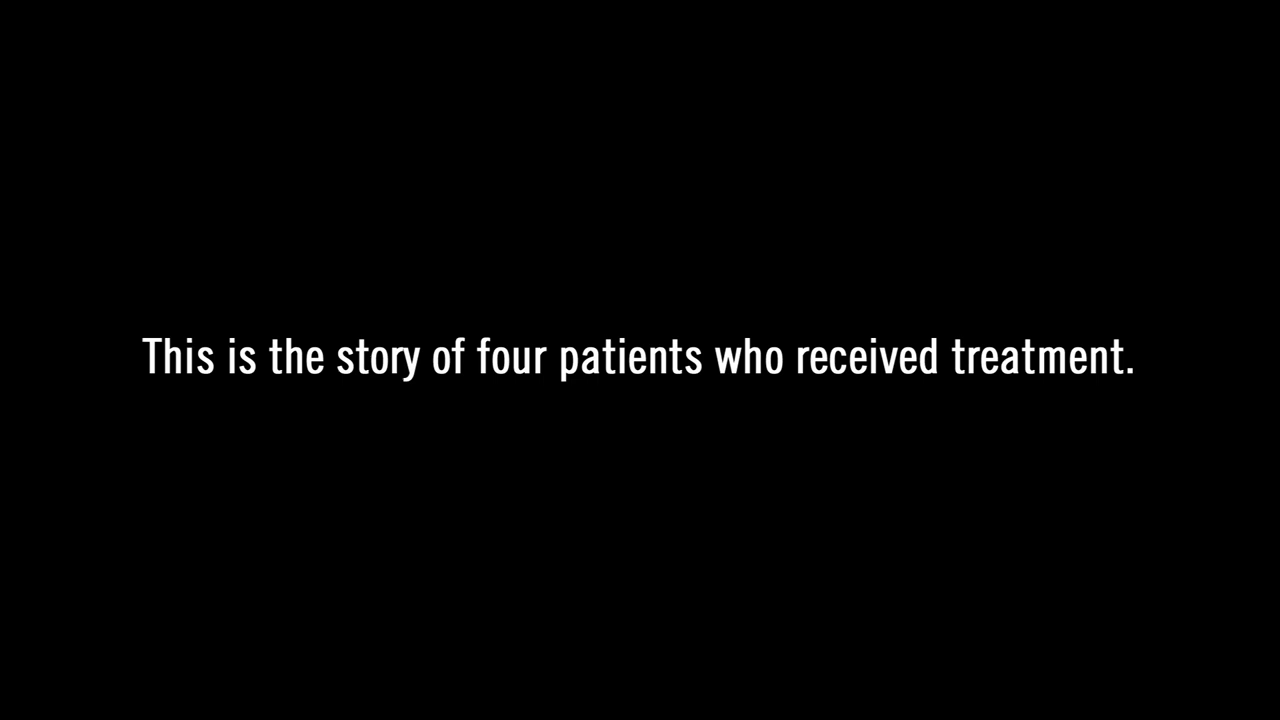 This is the story of four patients who received treatment.